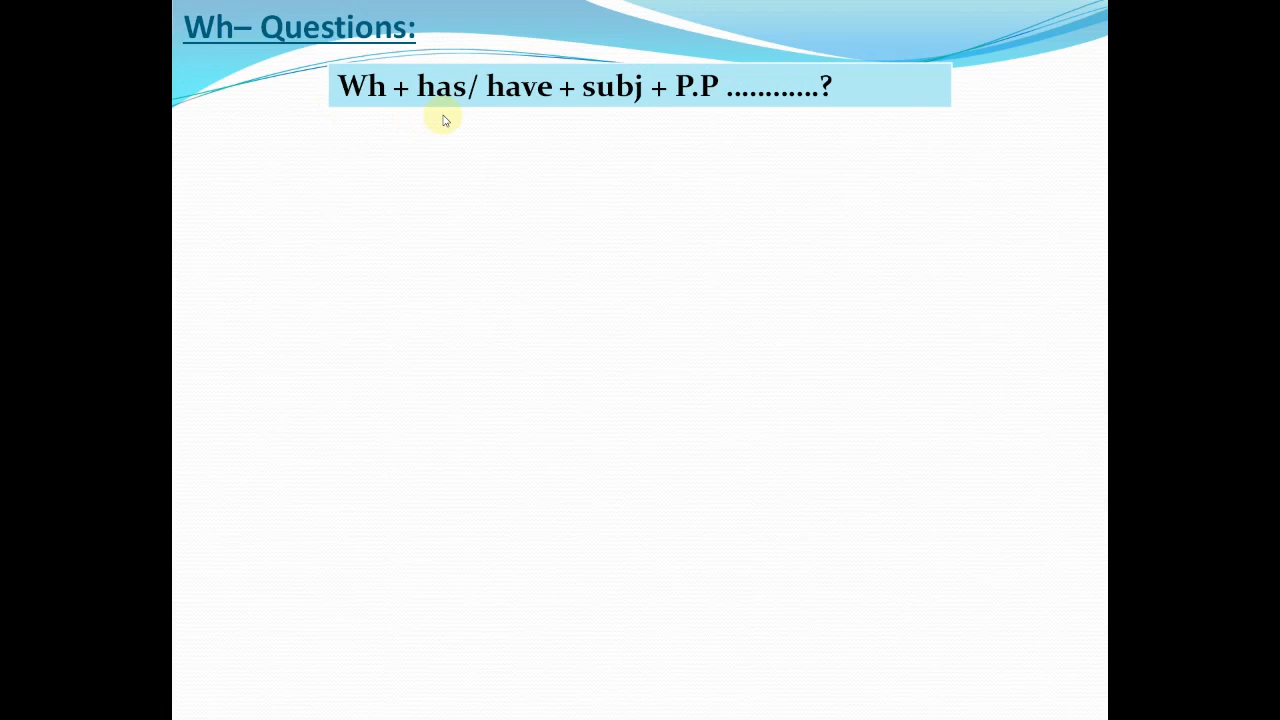 Wh– Questions:
Wh + has/ have + subj + P.P ............?